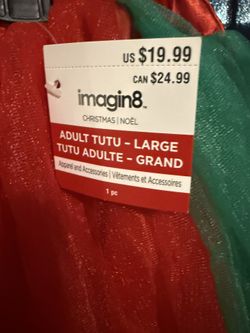 US $19.99
CAN $24.99
imagin8™
CHRISTMAS | NOËL
ADULT TUTU - LARGE
TUTU ADULTE - GRAND
Apparel and Accessories | Vêtements et Accessoires
1 pc